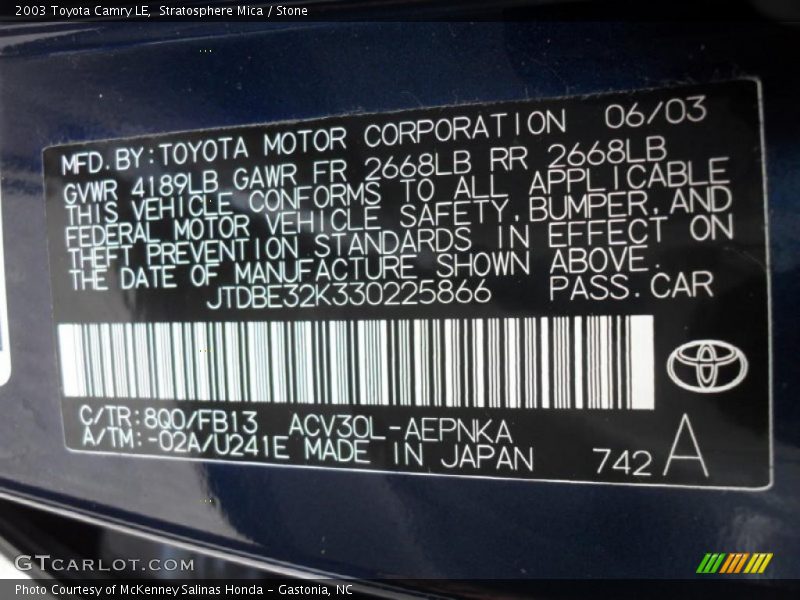 2003 Toyota Camry LE, Stratosphere Mica / Stone
MFD. BY: TOYOTA MOTOR CORPORATION 06/03
GVWR 4189LB GAWR FR 2668LB RR 2668LB
THIS VEHICLE CONFORMS TO ALL APPLICABLE
FEDERAL MOTOR VEHICLE SAFETY, BUMPER, AND
THEFT PREVENTION STANDARDS IN EFFECT ON
THE DATE OF MANUFACTURE SHOWN ABOVE.
JTDBE32K330225866 PASS. CAR
C/TR: 8Q0/FB13 ACV30L-AEPNKA
A/TM: -02A/U241E MADE IN JAPAN 742 A
GTCARLOT.COM
Photo Courtesy of McKenney Salinas Honda - Gastonia, NC